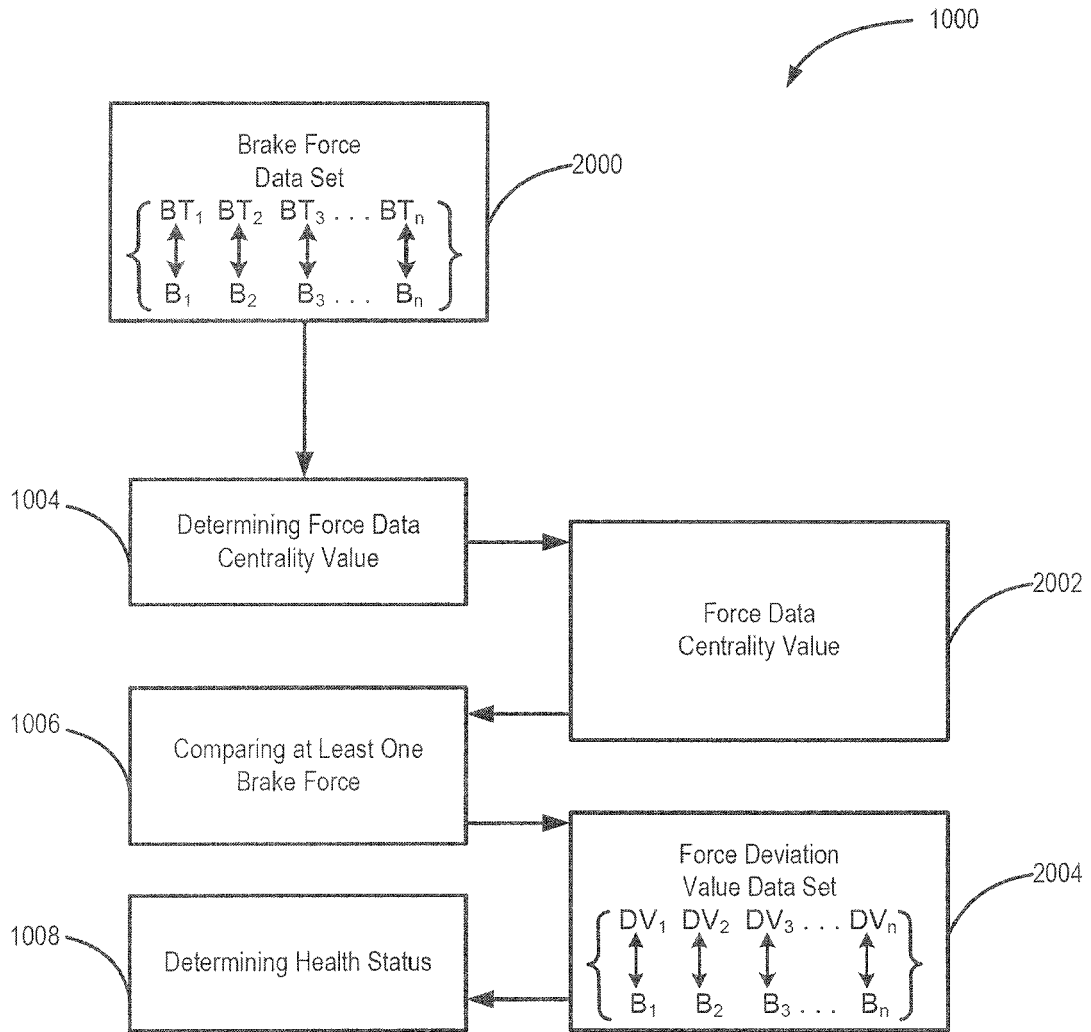 1000
Brake Force
Data Set
2000
BT₁ BT₂ BT₃ . . . BTₙ
B₁ B₂ B₃ . . . Bₙ
1004
Determining Force Data
Centrality Value
Force Data
Centrality Value
2002
1006
Comparing at Least One
Brake Force
Force Deviation
Value Data Set
2004
DV₁ DV₂ DV₃ . . . DVₙ
B₁ B₂ B₃ . . . Bₙ
1008
Determining Health Status